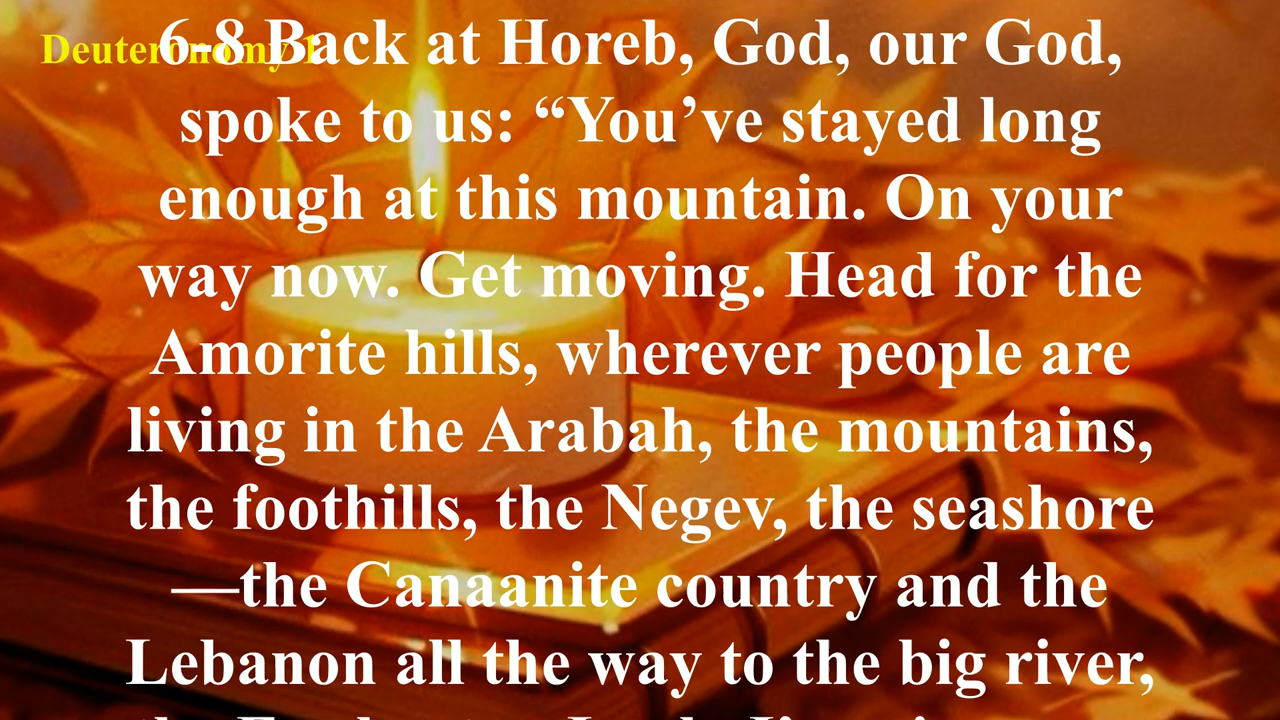 Deuteronomy 1
6-8 Back at Horeb, God, our God,
spoke to us: “You’ve stayed long
enough at this mountain. On your
way now. Get moving. Head for the
Amorite hills, wherever people are
living in the Arabah, the mountains,
the foothills, the Negev, the seashore
—the Canaanite country and the
Lebanon all the way to the big river,